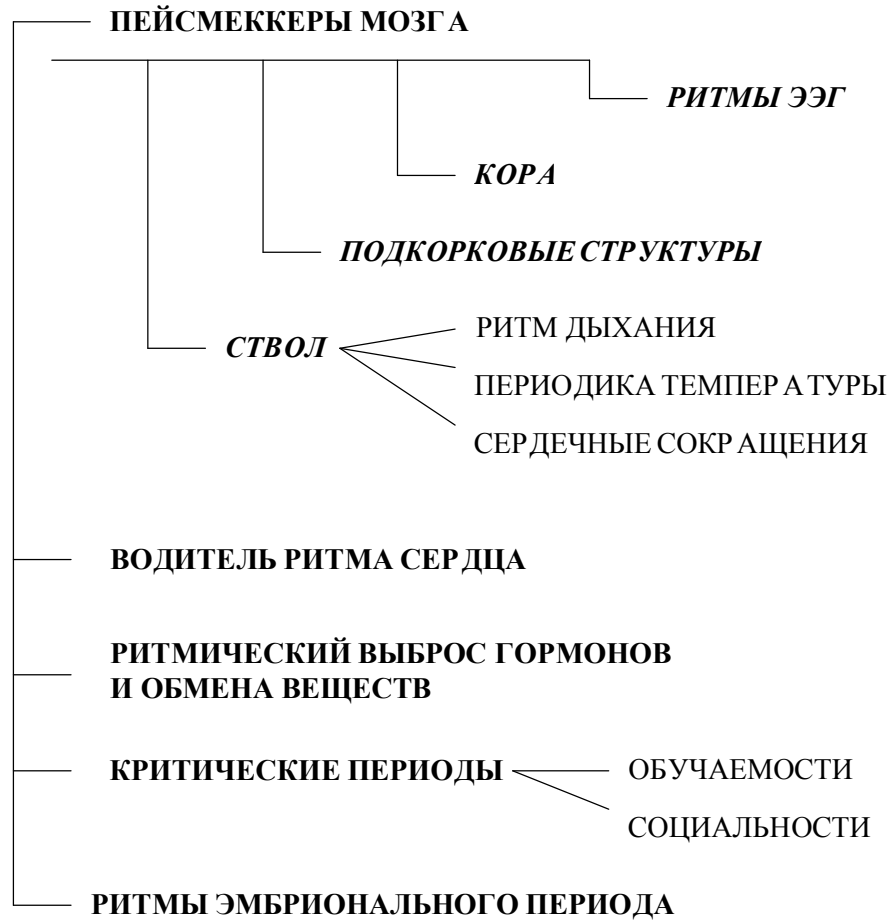 ПЕЙСМЕККЕРЫ МОЗГА
РИТМЫ ЭЭГ
КОРА
ПОДКОРКОВЫЕ СТРУКТУРЫ
СТВОЛ
РИТМ ДЫХАНИЯ
ПЕРИОДИКА ТЕМПЕРАТУРЫ
СЕРДЕЧНЫЕ СОКРАЩЕНИЯ
ВОДИТЕЛЬ РИТМА СЕРДЦА
РИТМИЧЕСКИЙ ВЫБРОС ГОРМОНОВ
И ОБМЕНА ВЕЩЕСТВ
КРИТИЧЕСКИЕ ПЕРИОДЫ
ОБУЧАЕМОСТИ
СОЦИАЛЬНОСТИ
РИТМЫ ЭМБРИОНАЛЬНОГО ПЕРИОДА